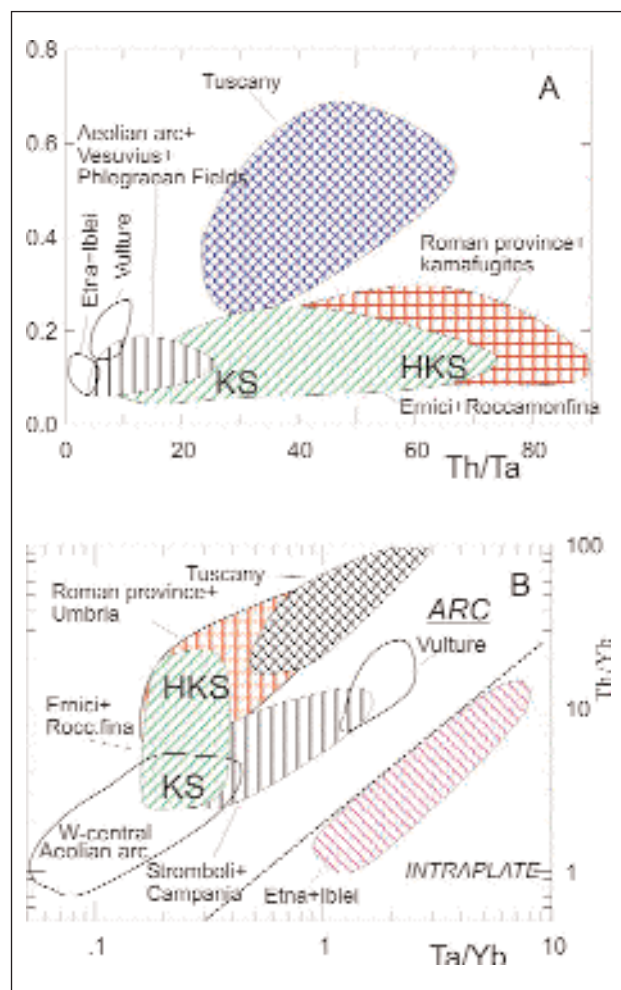 0.8
A
Tuscany
Aeolian arc+
Vesuvius+
Phlegraean Fields
0.6
Etna+Iblei
Vulture
0.4
Roman province+
kamafugites
0.2
KS
HKS
Ernici+Roccamonfina
0.0
0
20
40
60
80
Th/Ta
100
B
Tuscany
Roman province+
Umbria
ARC
Vulture
Th/Yb
HKS
10
Ernici+
Rocc.fina
KS
W-central
Aeolian arc
Stromboli+
Campania
Etna+Iblei
INTRAPLATE
1
.1
1
Ta/Yb
10